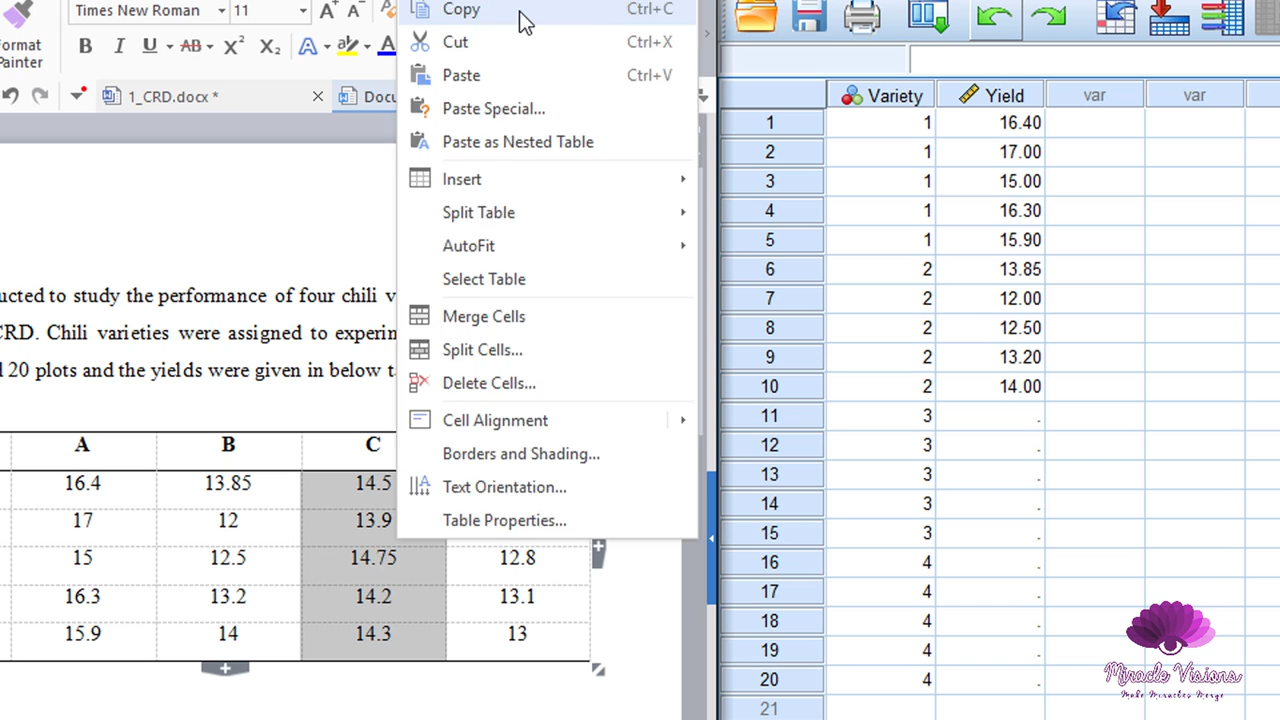 Times New Roman 11 A+ A-
Format
Painter
B I U AB X² X₂ A ab A
1_CRD.docx *
Docu
Copy Ctrl+C
Cut Ctrl+X
Paste Ctrl+V
Paste Special...
Paste as Nested Table
Insert
Split Table
AutoFit
Select Table
Merge Cells
Split Cells...
Delete Cells...
Cell Alignment
Borders and Shading...
Text Orientation...
Table Properties...
ucted to study the performance of four chili v
CRD. Chili varieties were assigned to experim
l 20 plots and the yields were given in below ta
A B C
16.4 13.85 14.5
17 12 13.9
15 12.5 14.75 12.8
16.3 13.2 14.2 13.1
15.9 14 14.3 13
Variety Yield var var
1 1 16.40
2 1 17.00
3 1 15.00
4 1 16.30
5 1 15.90
6 2 13.85
7 2 12.00
8 2 12.50
9 2 13.20
10 2 14.00
11 3 .
12 3 .
13 3 .
14 3 .
15 3 .
16 4 .
17 4 .
18 4 .
19 4 .
20 4 .
21
Miracle Visions
Make Miracles Merge